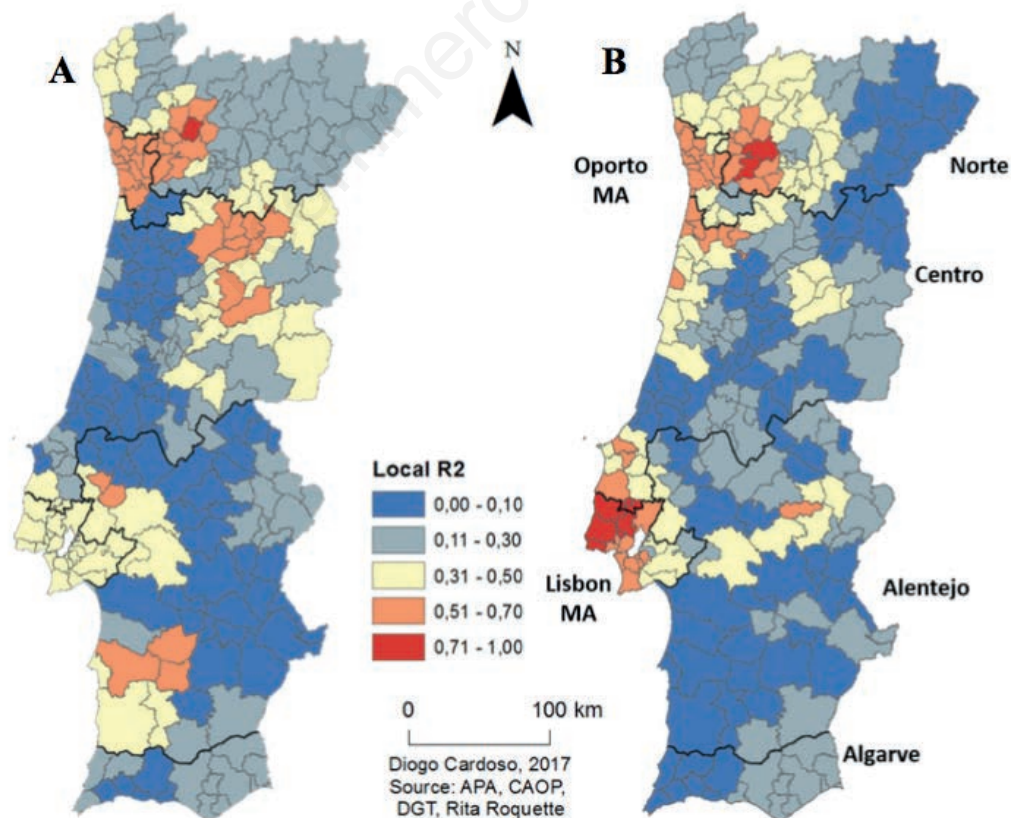 A
N
B
Oporto
MA
Norte
Centro
Local R2
0,00 - 0,10
0,11 - 0,30
0,31 - 0,50
0,51 - 0,70
0,71 - 1,00
Lisbon
MA
Alentejo
0 100 km
Algarve
Diogo Cardoso, 2017
Source: APA, CAOP,
DGT, Rita Roquette